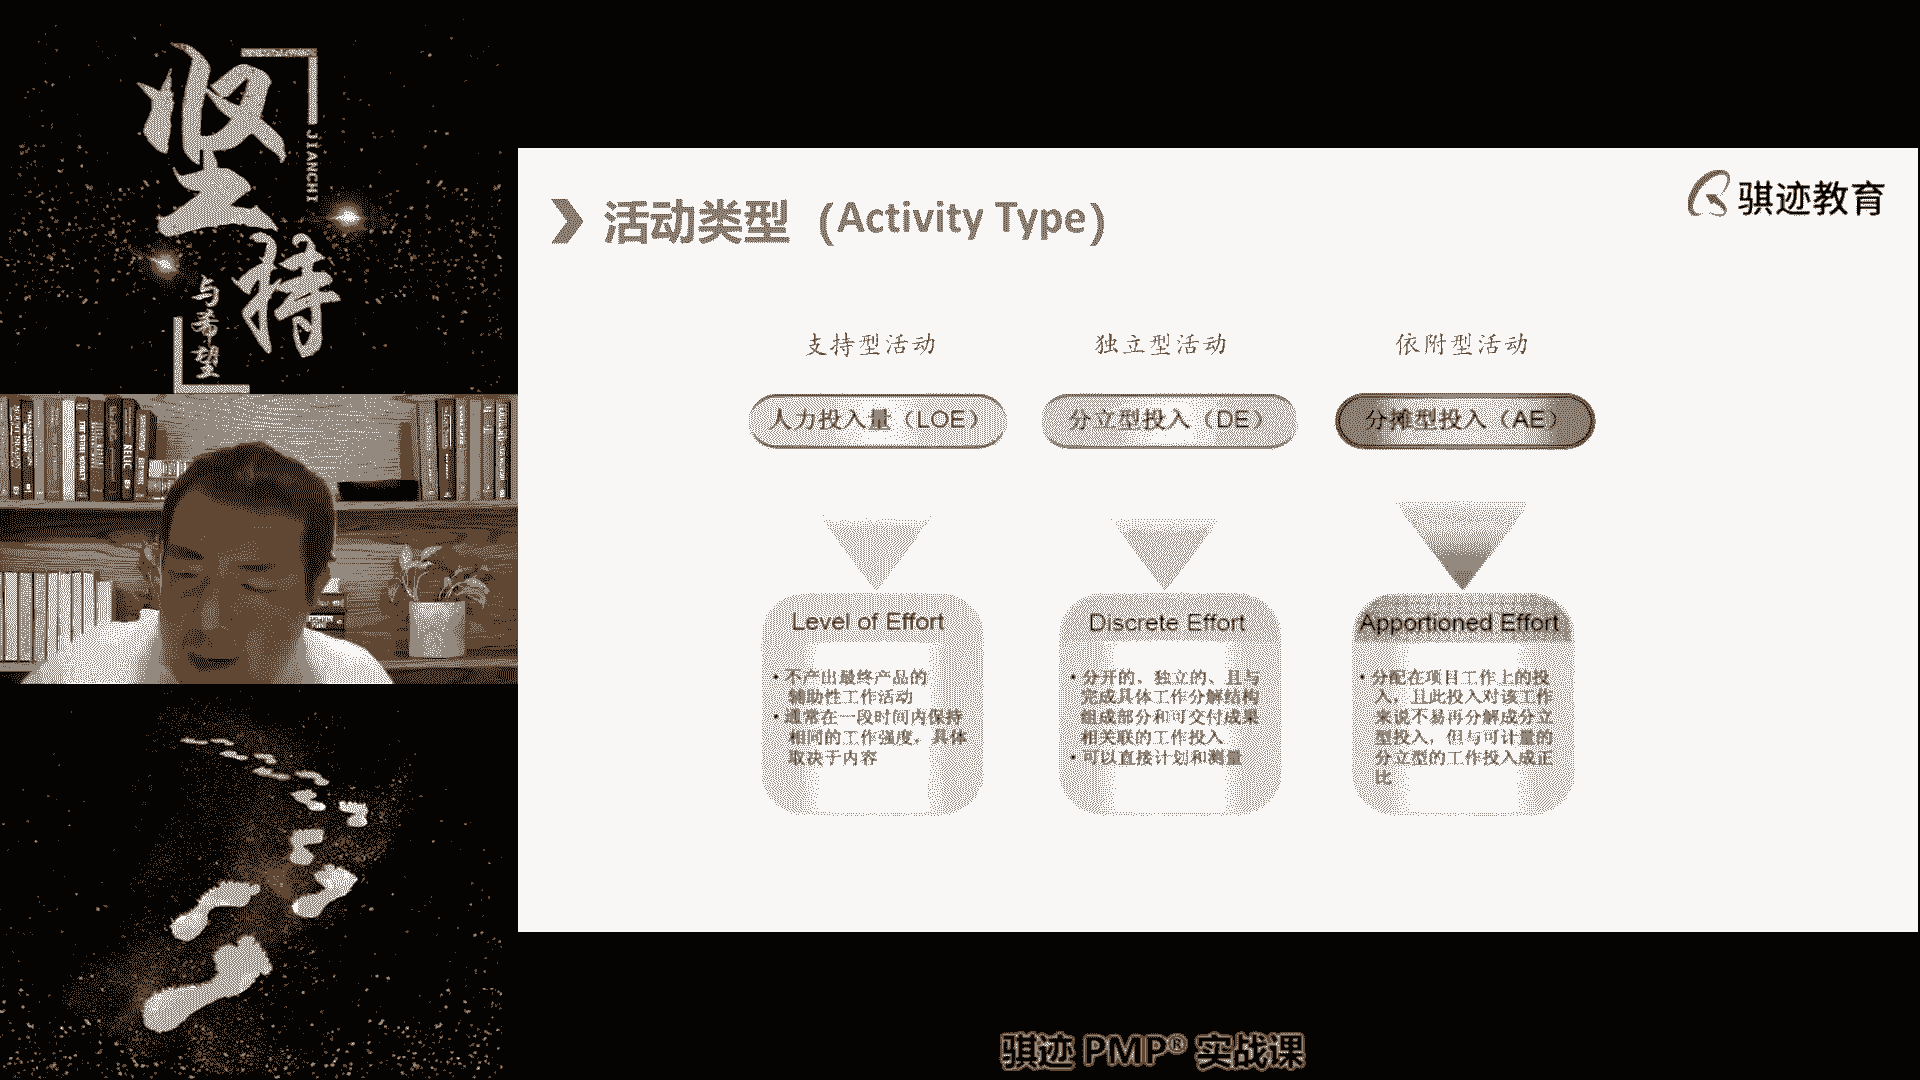 坚持
JIANCHI
与希望
骐迹教育
活动类型（Activity Type）
支持型活动
独立型活动
依附型活动
人力投入量（LOE）
分立型投入（DE）
分摊型投入（AE）
Level of Effort
• 不产出最终产品的
辅助性工作活动
• 通常在一段时间内保持
相同的工作强度，具体
取决于内容
Discrete Effort
• 分开的、独立的、且与
完成具体工作分解结构
组成部分和可交付成果
相关联的工作投入
• 可以直接计划和测量
Apportioned Effort
• 分配在项目工作上的投
入，且此投入对该工作
来说不易再分解成分立
型投入，但与可计量的
分立型的工作投入成正
比
骐迹 PMP® 实战课